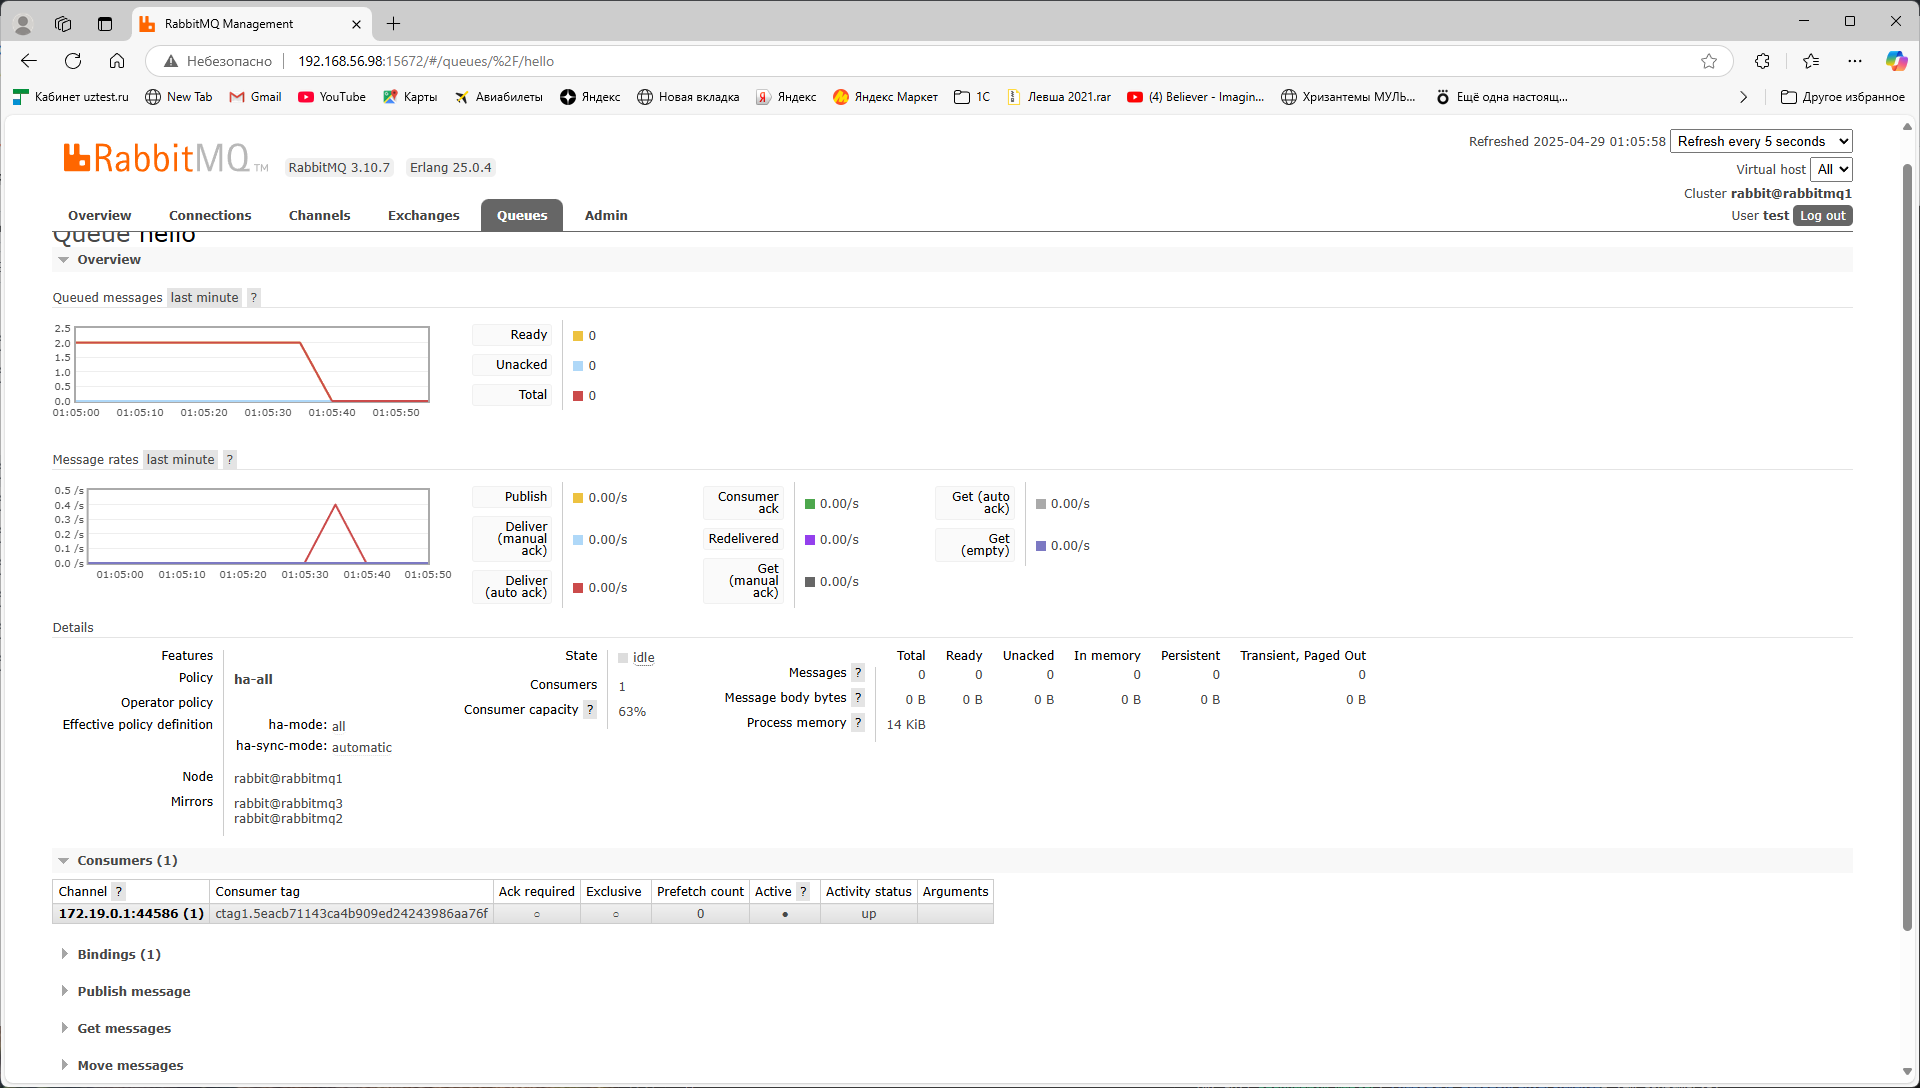 RabbitMQ Management
Небезопасно
192.168.56.98:15672/#/queues/%2F/hello
Кабинет uztest.ru New Tab Gmail YouTube Карты Авиабилеты Яндекс Новая вкладка Яндекс Яндекс Маркет 1С Левша 2021.rar (4) Believer - Imagin... Хризантемы МУЛЬ... Ещё одна настоящ... Другое избранное
RabbitMQ TM RabbitMQ 3.10.7 Erlang 25.0.4
Refreshed 2025-04-29 01:05:58 Refresh every 5 seconds
Virtual host All
Cluster rabbit@rabbitmq1
User test Log out
Overview Connections Channels Exchanges Queues Admin
Queue hello
Overview
Queued messages last minute ?
2.5
2.0
1.5
1.0
0.5
0.0
01:05:00 01:05:10 01:05:20 01:05:30 01:05:40 01:05:50
Ready 0
Unacked 0
Total 0
Message rates last minute ?
0.5 /s
0.4 /s
0.3 /s
0.2 /s
0.1 /s
0.0 /s
01:05:00 01:05:10 01:05:20 01:05:30 01:05:40 01:05:50
Publish 0.00/s
Deliver (manual ack) 0.00/s
Deliver (auto ack) 0.00/s
Consumer ack 0.00/s
Redelivered 0.00/s
Get (manual ack) 0.00/s
Get (auto ack) 0.00/s
Get (empty) 0.00/s
Details
Features
Policy ha-all
Operator policy
Effective policy definition ha-mode: all
ha-sync-mode: automatic
Node rabbit@rabbitmq1
Mirrors rabbit@rabbitmq3
rabbit@rabbitmq2
State idle
Consumers 1
Consumer capacity ? 63%
Total Ready Unacked In memory Persistent Transient, Paged Out
Messages ? 0 0 0 0 0 0
Message body bytes ? 0 B 0 B 0 B 0 B 0 B 0 B
Process memory ? 14 KiB
Consumers (1)
Channel ? Consumer tag Ack required Exclusive Prefetch count Active ? Activity status Arguments
172.19.0.1:44586 (1) ctag1.5eacb71143ca4b909ed24243986aa76f ○ ○ 0 ● up
Bindings (1)
Publish message
Get messages
Move messages